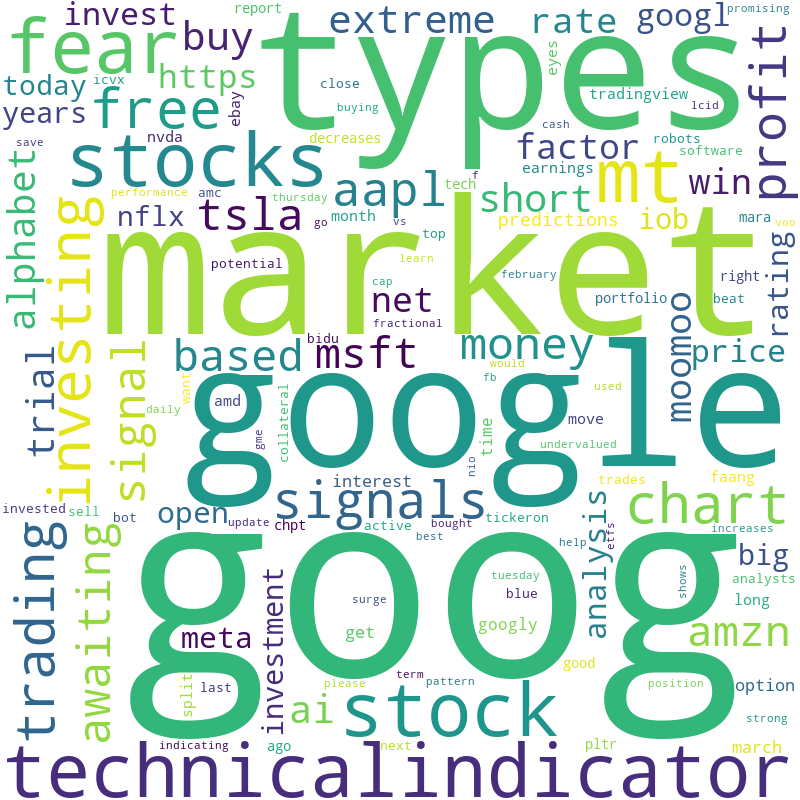 invest
report
extreme
rate
googl
promising
fear
types
buy
https
eyes
profit
today
icvx
years
free
ebay
close
buying
tradingview
lcid
cash
save
nvda
decreases
factor
robots
software
stocks
earnings
mt
win
alphabet
performance
amc
thursday
f
aapl
tech
short
nflx
tsla
go
month
vs
top
predictions
iob
mara
voo
investing
market
potential
learn
cap
february
right
rating
net
portfolio
beat
fractional
trial
signal
based
bidu
msft
money
moomoo
price
would
want
daily
amd
google
fb
used
gme
collateral
time
move
undervalued
nio
interest
trades
faang
invested
sell
bot
open
signals
update
chpt
active
bought
tickeron
best
analysis
chart
increases
help
etfs
trading
awaiting
goog
big
analysts
shows
tuesday
blue
long
surge
get
googly
amzn
meta
investment
good
term
pattern
please
position
option
split
last
ai
stock
strong
indicating
ago
next
pltr
march
technicalindicator